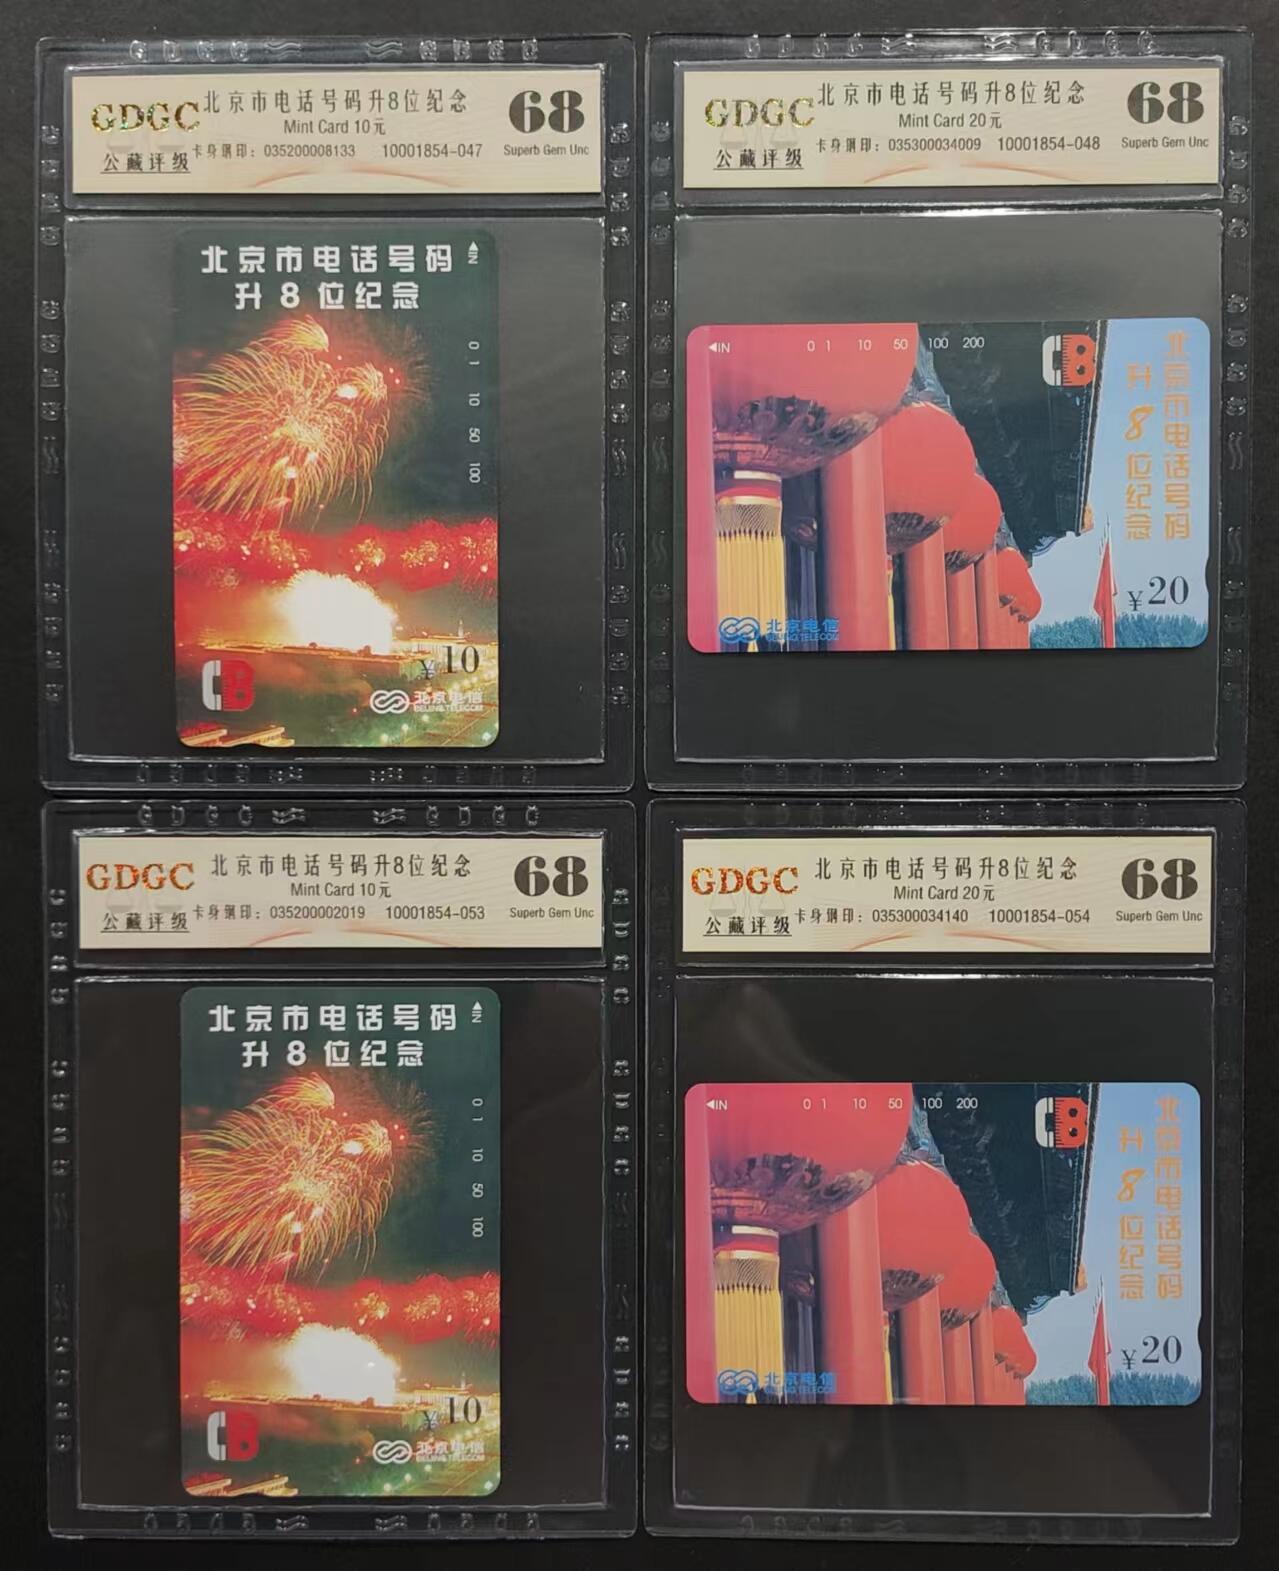 GDGC
公藏评级
北京市电话号码升8位纪念
Mint Card 10元
卡身钢印：035200008133 10001854-047
68
Superb Gem Unc
北京市电话号码
升8位纪念
IN
0 1 10 50 100
¥10
CB
北京电信
BEIJING TELECOM
GDGC
公藏评级
北京市电话号码升8位纪念
Mint Card 20元
卡身钢印：035300034009 10001854-048
68
Superb Gem Unc
IN
0 1 10 50 100 200
CB
北京市电话号码
升8位纪念
¥20
北京电信
BEIJING TELECOM
GDGC
公藏评级
北京市电话号码升8位纪念
Mint Card 10元
卡身钢印：035200002019 10001854-053
68
Superb Gem Unc
北京市电话号码
升8位纪念
IN
0 1 10 50 100
¥10
CB
北京电信
BEIJING TELECOM
GDGC
公藏评级
北京市电话号码升8位纪念
Mint Card 20元
卡身钢印：035300034140 10001854-054
68
Superb Gem Unc
IN
0 1 10 50 100 200
CB
北京市电话号码
升8位纪念
¥20
北京电信
BEIJING TELECOM